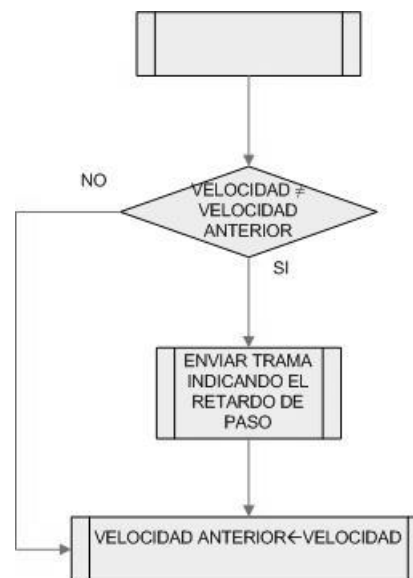 NO
VELOCIDAD ≠
VELOCIDAD
ANTERIOR
SI
ENVIAR TRAMA
INDICANDO EL
RETARDO DE
PASO
VELOCIDAD ANTERIOR←VELOCIDAD